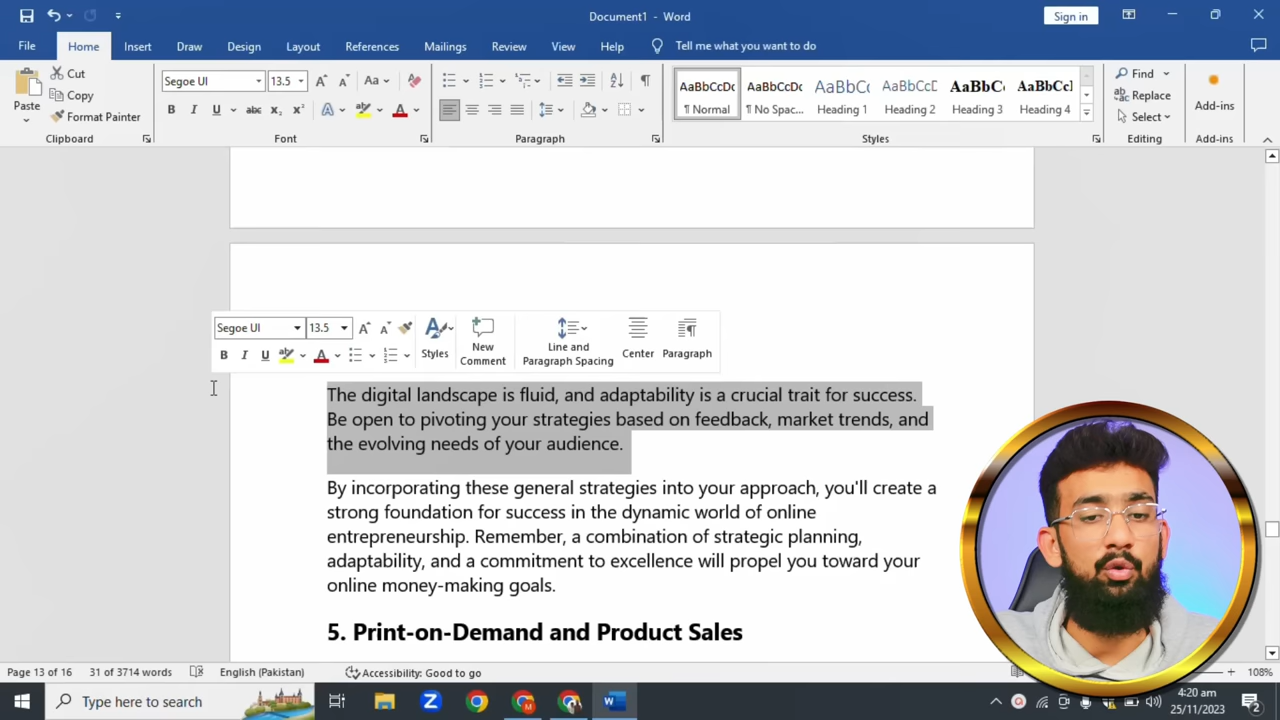 Document1 - Word
Sign in
File Home Insert Draw Design Layout References Mailings Review View Help Tell me what you want to do
Paste
Cut
Copy
Format Painter
Clipboard
Segoe UI 13.5
Font
Paragraph
AaBbCcDc AaBbCcDc AaBbCc AaBbCcD AaBbC AaBbCcI
¶ Normal ¶ No Spac... Heading 1 Heading 2 Heading 3 Heading 4
Styles
Find
Replace
Select
Editing
Add-ins
Add-ins
Segoe UI 13.5
Styles
New
Comment
Line and
Paragraph Spacing
Center
Paragraph
The digital landscape is fluid, and adaptability is a crucial trait for success.
Be open to pivoting your strategies based on feedback, market trends, and
the evolving needs of your audience.
By incorporating these general strategies into your approach, you'll create a
strong foundation for success in the dynamic world of online
entrepreneurship. Remember, a combination of strategic planning,
adaptability, and a commitment to excellence will propel you toward your
online money-making goals.
5. Print-on-Demand and Product Sales
Page 13 of 16 31 of 3714 words English (Pakistan) Accessibility: Good to go 108%
Type here to search
4:20 am
25/11/2023
2